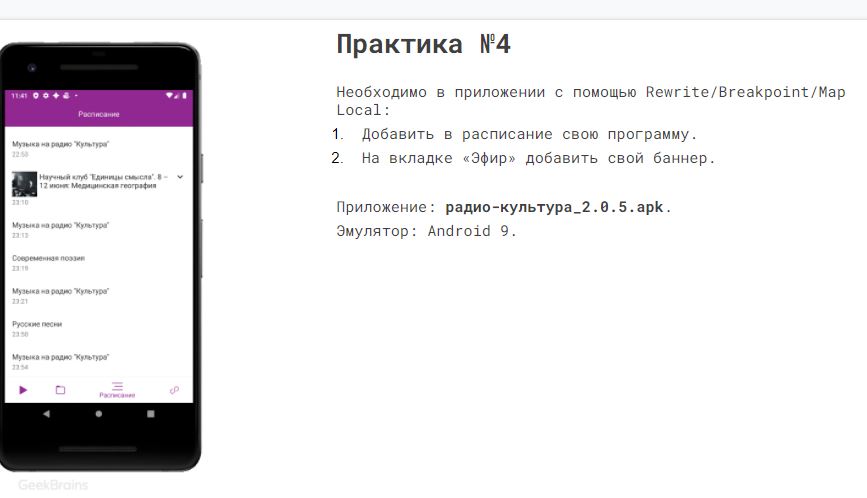 Практика №4
Необходимо в приложении с помощью Rewrite/Breakpoint/Map
Local:
1. Добавить в расписание свою программу.
2. На вкладке «Эфир» добавить свой баннер.
Приложение: радио-культура_2.0.5.apk.
Эмулятор: Android 9.
11:41
Расписание
Музыка на радио "Культура"
22:50
Научный клуб "Единицы смысла". 8 –
12 июня: Медицинская география
23:10
Музыка на радио "Культура"
23:15
Современная поэзия
23:19
Музыка на радио "Культура"
23:21
Русские песни
23:50
Музыка на радио "Культура"
23:54
Расписание
GeekBrains